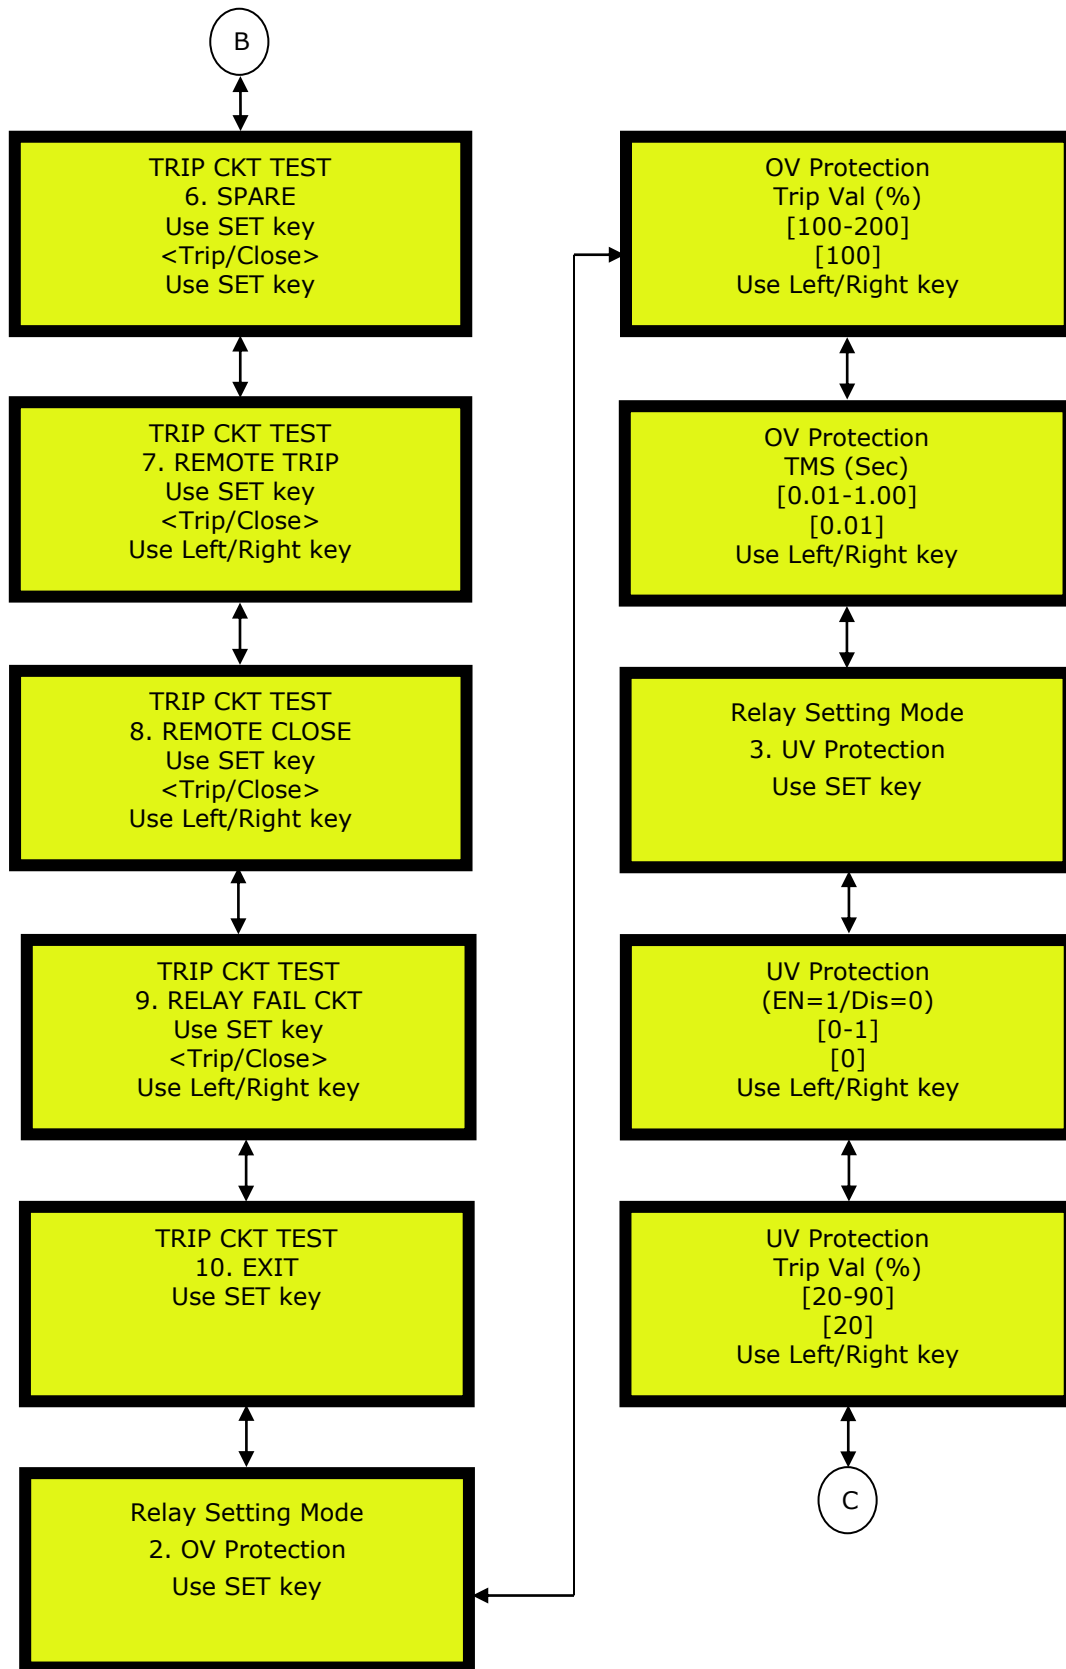 B
TRIP CKT TEST
6. SPARE
Use SET key
<Trip/Close>
Use SET key
TRIP CKT TEST
7. REMOTE TRIP
Use SET key
<Trip/Close>
Use Left/Right key
TRIP CKT TEST
8. REMOTE CLOSE
Use SET key
<Trip/Close>
Use Left/Right key
TRIP CKT TEST
9. RELAY FAIL CKT
Use SET key
<Trip/Close>
Use Left/Right key
TRIP CKT TEST
10. EXIT
Use SET key
Relay Setting Mode
2. OV Protection
Use SET key
OV Protection
Trip Val (%)
[100-200]
[100]
Use Left/Right key
OV Protection
TMS (Sec)
[0.01-1.00]
[0.01]
Use Left/Right key
Relay Setting Mode
3. UV Protection
Use SET key
UV Protection
(EN=1/Dis=0)
[0-1]
[0]
Use Left/Right key
UV Protection
Trip Val (%)
[20-90]
[20]
Use Left/Right key
C